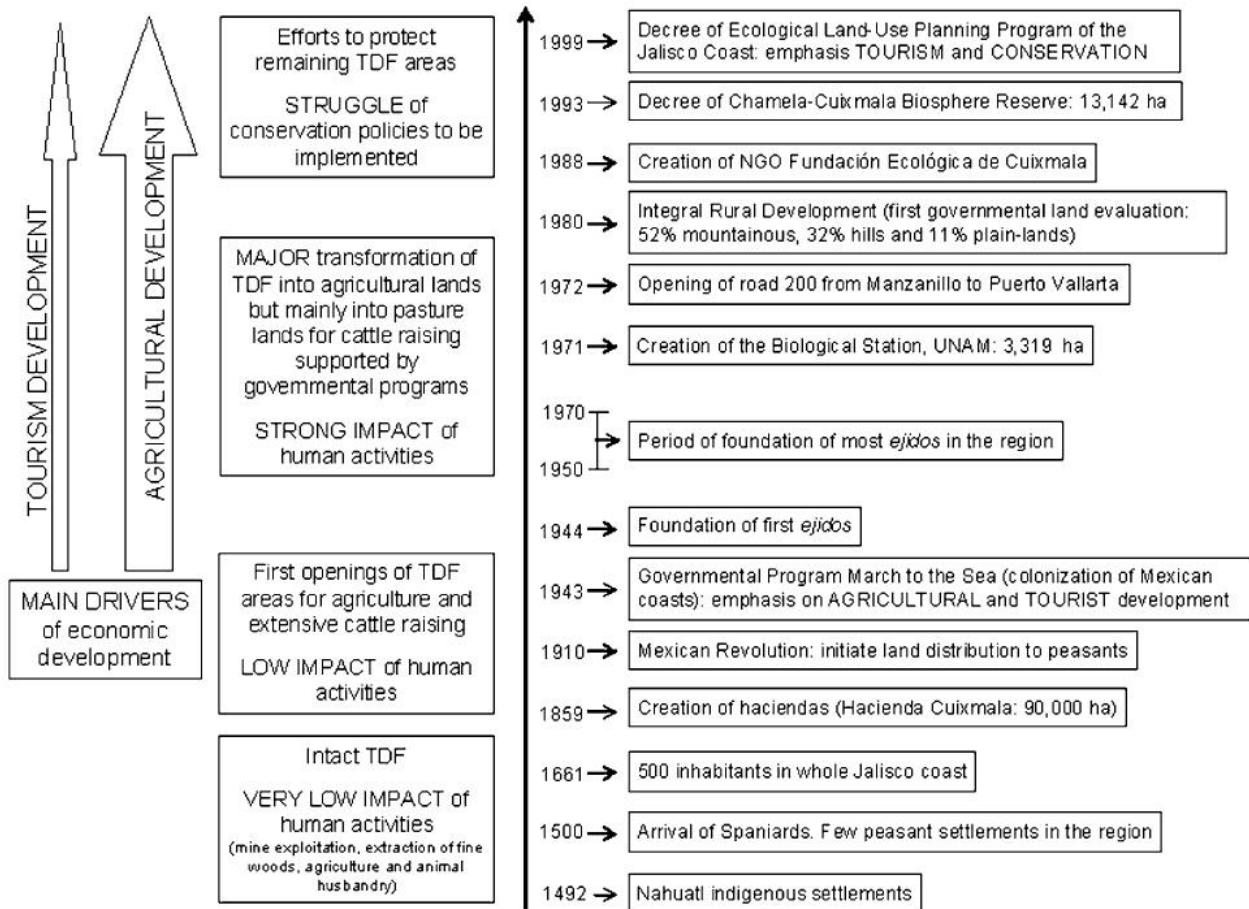 TOURISM DEVELOPMENT
AGRICULTURAL DEVELOPMENT
MAIN DRIVERS
of economic
development
Efforts to protect
remaining TDF areas
STRUGGLE of
conservation policies to be
implemented
MAJOR transformation of
TDF into agricultural lands
but mainly into pasture
lands for cattle raising
supported by
governmental programs
STRONG IMPACT of
human activities
First openings of TDF
areas for agriculture and
extensive cattle raising
LOW IMPACT of human
activities
Intact TDF
VERY LOW IMPACT of
human activities
(mine exploitation, extraction of fine
woods, agriculture and animal
husbandry)
1999
Decree of Ecological Land-Use Planning Program of the
Jalisco Coast: emphasis TOURISM and CONSERVATION
1993
Decree of Chamela-Cuixmala Biosphere Reserve: 13,142 ha
1988
Creation of NGO Fundación Ecológica de Cuixmala
1980
Integral Rural Development (first governmental land evaluation:
52% mountainous, 32% hills and 11% plain-lands)
1972
Opening of road 200 from Manzanillo to Puerto Vallarta
1971
Creation of the Biological Station, UNAM: 3,319 ha
1970
1950
Period of foundation of most ejidos in the region
1944
Foundation of first ejidos
1943
Governmental Program March to the Sea (colonization of Mexican
coasts): emphasis on AGRICULTURAL and TOURIST development
1910
Mexican Revolution: initiate land distribution to peasants
1859
Creation of haciendas (Hacienda Cuixmala: 90,000 ha)
1661
500 inhabitants in whole Jalisco coast
1500
Arrival of Spaniards. Few peasant settlements in the region
1492
Nahuatl indigenous settlements